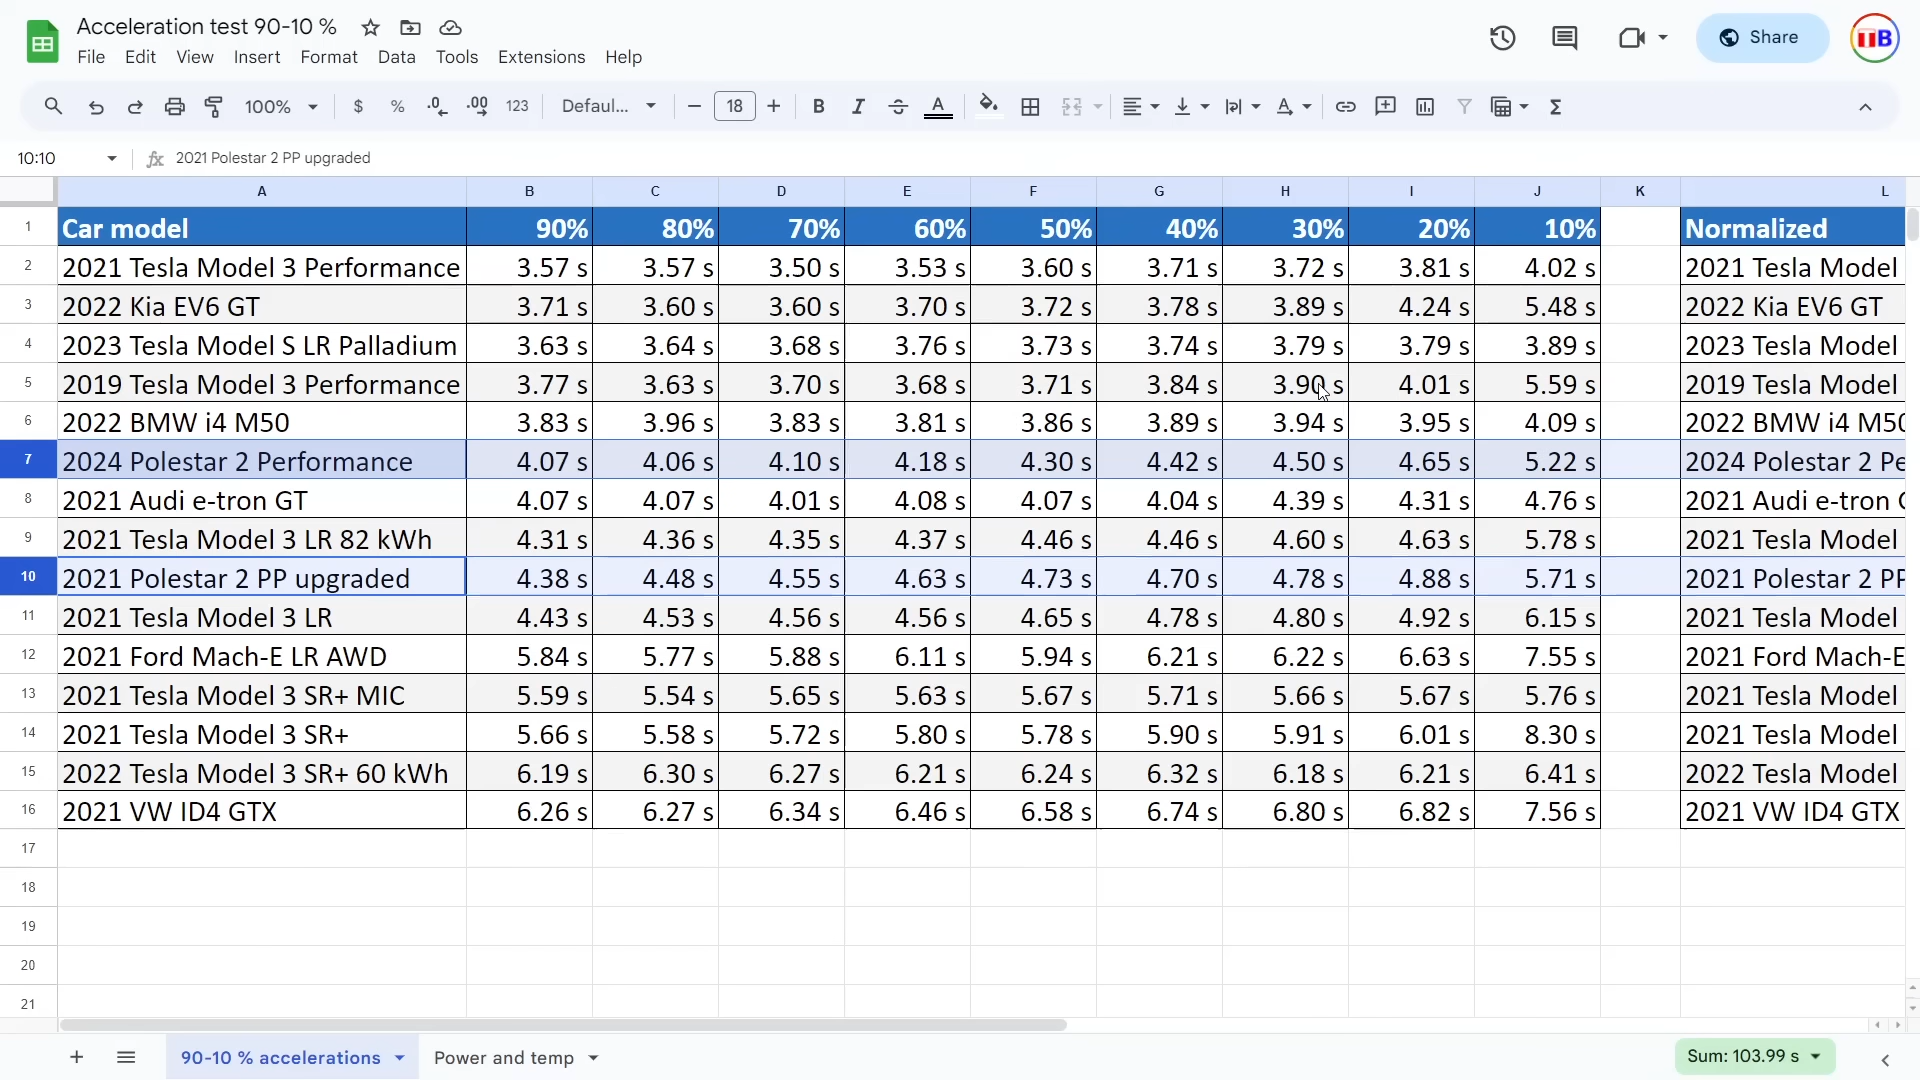 Acceleration test 90-10 %
File Edit View Insert Format Data Tools Extensions Help
Share
TB
100% $ % .0 .00 123 Defaul... 18 B I S A
10:10 fx 2021 Polestar 2 PP upgraded
A B C D E F G H I J K L
1 Car model 90% 80% 70% 60% 50% 40% 30% 20% 10% Normalized
2 2021 Tesla Model 3 Performance 3.57 s 3.57 s 3.50 s 3.53 s 3.60 s 3.71 s 3.72 s 3.81 s 4.02 s 2021 Tesla Model
3 2022 Kia EV6 GT 3.71 s 3.60 s 3.60 s 3.70 s 3.72 s 3.78 s 3.89 s 4.24 s 5.48 s 2022 Kia EV6 GT
4 2023 Tesla Model S LR Palladium 3.63 s 3.64 s 3.68 s 3.76 s 3.73 s 3.74 s 3.79 s 3.79 s 3.89 s 2023 Tesla Model
5 2019 Tesla Model 3 Performance 3.77 s 3.63 s 3.70 s 3.68 s 3.71 s 3.84 s 3.90 s 4.01 s 5.59 s 2019 Tesla Model
6 2022 BMW i4 M50 3.83 s 3.96 s 3.83 s 3.81 s 3.86 s 3.89 s 3.94 s 3.95 s 4.09 s 2022 BMW i4 M50
7 2024 Polestar 2 Performance 4.07 s 4.06 s 4.10 s 4.18 s 4.30 s 4.42 s 4.50 s 4.65 s 5.22 s 2024 Polestar 2 Pe
8 2021 Audi e-tron GT 4.07 s 4.07 s 4.01 s 4.08 s 4.07 s 4.04 s 4.39 s 4.31 s 4.76 s 2021 Audi e-tron G
9 2021 Tesla Model 3 LR 82 kWh 4.31 s 4.36 s 4.35 s 4.37 s 4.46 s 4.46 s 4.60 s 4.63 s 5.78 s 2021 Tesla Model
10 2021 Polestar 2 PP upgraded 4.38 s 4.48 s 4.55 s 4.63 s 4.73 s 4.70 s 4.78 s 4.88 s 5.71 s 2021 Polestar 2 PP
11 2021 Tesla Model 3 LR 4.43 s 4.53 s 4.56 s 4.56 s 4.65 s 4.78 s 4.80 s 4.92 s 6.15 s 2021 Tesla Model
12 2021 Ford Mach-E LR AWD 5.84 s 5.77 s 5.88 s 6.11 s 5.94 s 6.21 s 6.22 s 6.63 s 7.55 s 2021 Ford Mach-E
13 2021 Tesla Model 3 SR+ MIC 5.59 s 5.54 s 5.65 s 5.63 s 5.67 s 5.71 s 5.66 s 5.67 s 5.76 s 2021 Tesla Model
14 2021 Tesla Model 3 SR+ 5.66 s 5.58 s 5.72 s 5.80 s 5.78 s 5.90 s 5.91 s 6.01 s 8.30 s 2021 Tesla Model
15 2022 Tesla Model 3 SR+ 60 kWh 6.19 s 6.30 s 6.27 s 6.21 s 6.24 s 6.32 s 6.18 s 6.21 s 6.41 s 2022 Tesla Model
16 2021 VW ID4 GTX 6.26 s 6.27 s 6.34 s 6.46 s 6.58 s 6.74 s 6.80 s 6.82 s 7.56 s 2021 VW ID4 GTX
17
18
19
20
21
90-10 % accelerations Power and temp Sum: 103.99 s